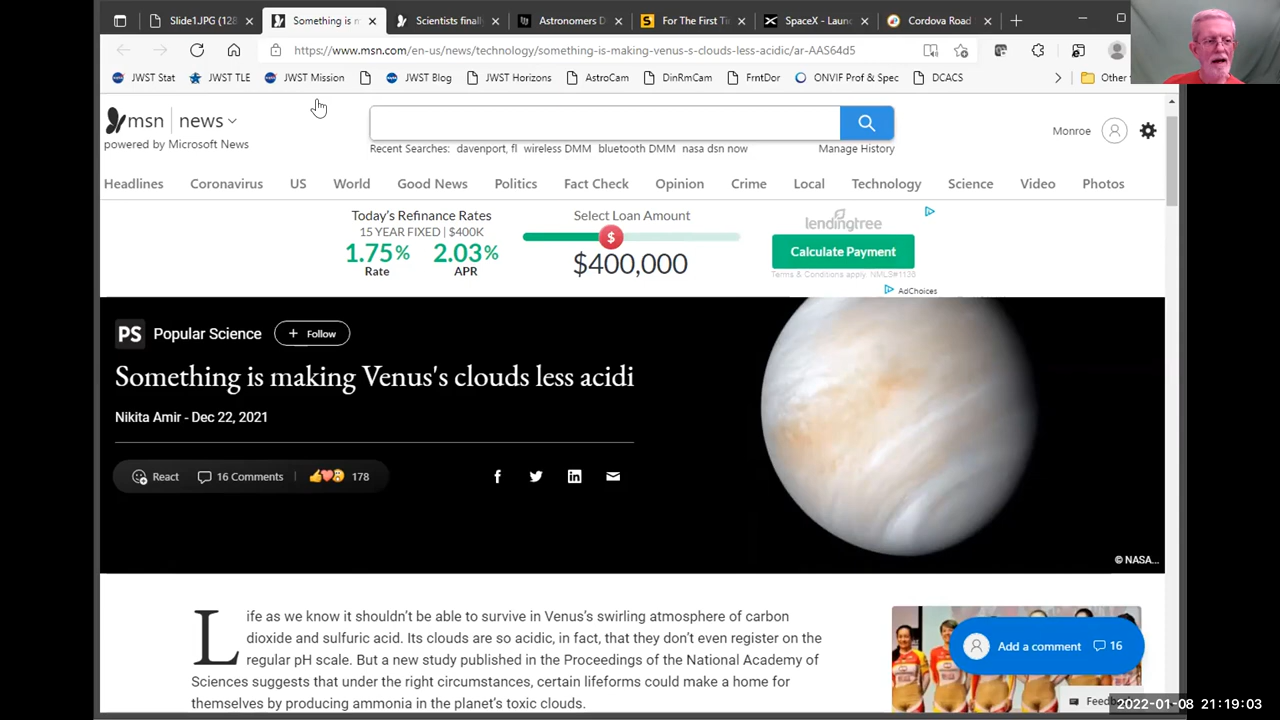 Slide1.JPG (128
Something is m
Scientists finall
Astronomers D
For The First Ti
SpaceX - Laun
Cordova Road
https://www.msn.com/en-us/news/technology/something-is-making-venus-s-clouds-less-acidic/ar-AAS64d5
JWST Stat
JWST TLE
JWST Mission
JWST Blog
JWST Horizons
AstroCam
DinRmCam
FrntDor
ONVIF Prof & Spec
DCACS
Other
msn | news
powered by Microsoft News
Recent Searches: davenport, fl wireless DMM bluetooth DMM nasa dsn now
Manage History
Monroe
Headlines
Coronavirus
US
World
Good News
Politics
Fact Check
Opinion
Crime
Local
Technology
Science
Video
Photos
Today's Refinance Rates
15 YEAR FIXED | $400K
1.75% 2.03%
Rate APR
Select Loan Amount
$
$400,000
lendingtree
Calculate Payment
Terms & Conditions apply. NMLS#1136
AdChoices
PS Popular Science
+ Follow
Something is making Venus's clouds less acidi
Nikita Amir - Dec 22, 2021
React
16 Comments
178
© NASA...
Life as we know it shouldn't be able to survive in Venus's swirling atmosphere of carbon
dioxide and sulfuric acid. Its clouds are so acidic, in fact, that they don't even register on the
regular pH scale. But a new study published in the Proceedings of the National Academy of
Sciences suggests that under the right circumstances, certain lifeforms could make a home for
themselves by producing ammonia in the planet's toxic clouds.
Add a comment
16
2022-01-08 21:19:03